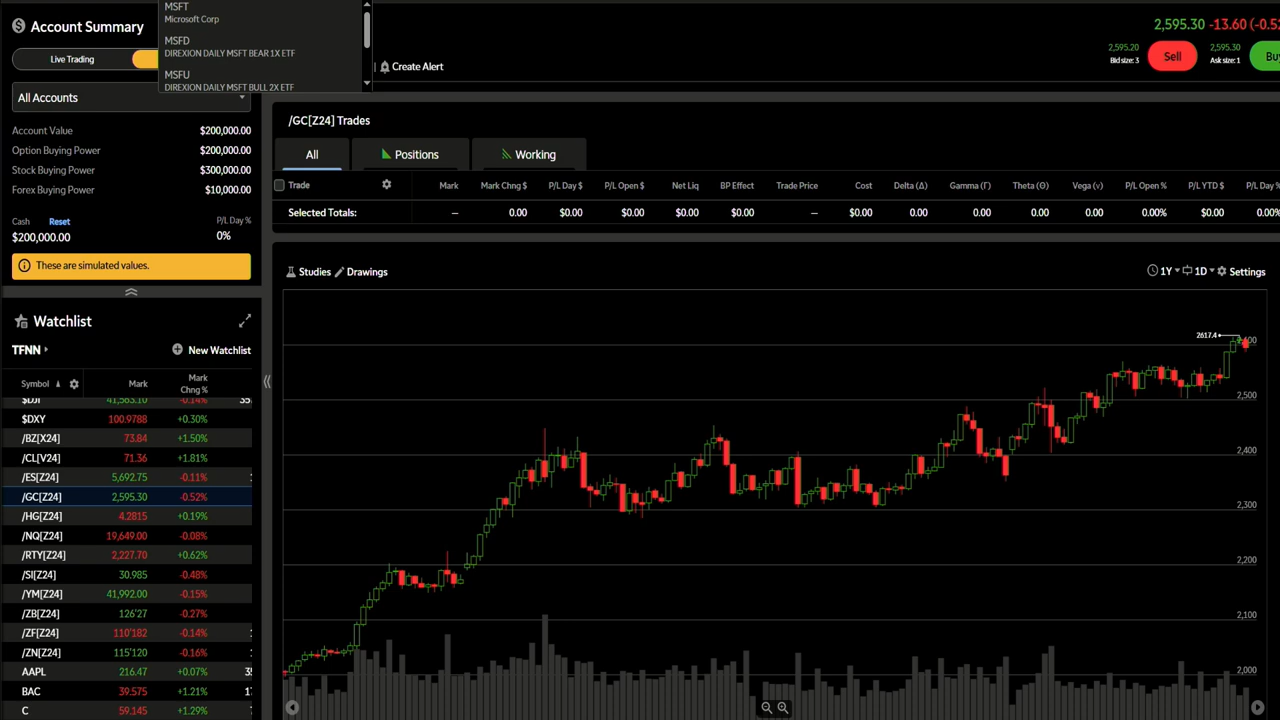 MSFT
Microsoft Corp
MSFD
DIREXION DAILY MSFT BEAR 1X ETF
MSFU
DIREXION DAILY MSFT BULL 2X ETF
Account Summary
Live Trading
All Accounts
Account Value $200,000.00
Option Buying Power $200,000.00
Stock Buying Power $300,000.00
Forex Buying Power $10,000.00
Cash Reset P/L Day %
$200,000.00 0%
These are simulated values.
Watchlist
TFNN New Watchlist
Symbol Mark Mark Chng %
$DJI 41,563.10 -0.14% 35
$DXY 100.9788 +0.30%
/BZ[X24] 73.84 +1.50%
/CL[V24] 71.36 +1.81%
/ES[Z24] 5,692.75 -0.11%
/GC[Z24] 2,595.30 -0.52%
/HG[Z24] 4.2815 +0.19%
/NQ[Z24] 19,649.00 -0.08%
/RTY[Z24] 2,227.70 +0.62%
/SI[Z24] 30.985 -0.48%
/YM[Z24] 41,992.00 -0.15%
/ZB[Z24] 126'27 -0.27%
/ZF[Z24] 110'182 -0.14%
/ZN[Z24] 115'120 -0.16%
AAPL 216.47 +0.07%
BAC 39.575 +1.21%
C 59.145 +1.29%
Create Alert
2,595.30 -13.60 (-0.52
2,595.20 Bid size: 3 Sell 2,595.30 Ask size: 1 Bu
/GC[Z24] Trades
All Positions Working
Trade Mark Mark Chng $ P/L Day $ P/L Open $ Net Liq BP Effect Trade Price Cost Delta (Δ) Gamma (Γ) Theta (Θ) Vega (ν) P/L Open % P/L YTD $ P/L Day %
Selected Totals: — 0.00 $0.00 $0.00 $0.00 $0.00 — $0.00 0.00 0.00 0.00 0.00 0.00% $0.00 0.00%
Studies Drawings 1Y 1D Settings
2617.4
2,500
2,400
2,300
2,200
2,100
2,000